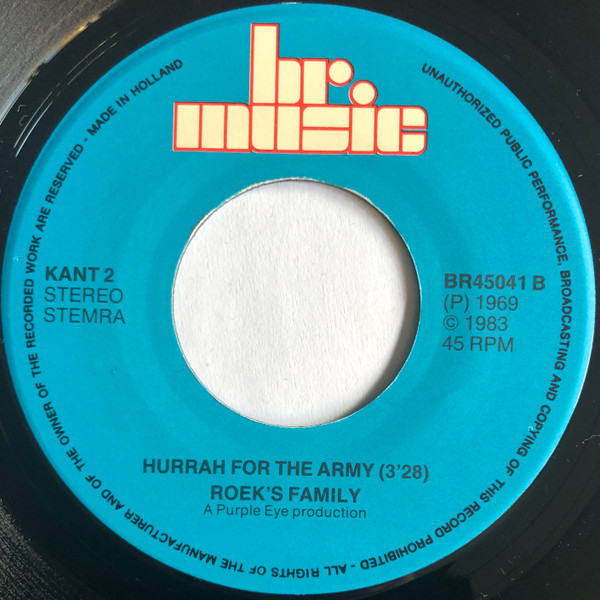 br.
music
UNAUTHORIZED PUBLIC PERFORMANCE, BROADCASTING AND COPYING OF THIS RECORD PROHIBITED - ALL RIGHTS OF THE MANUFACTURER AND OF THE OWNER OF THE RECORDED WORK ARE RESERVED - MADE IN HOLLAND
KANT 2
STEREO
STEMRA
BR45041 B
(P) 1969
© 1983
45 RPM
HURRAH FOR THE ARMY (3'28)
ROEK'S FAMILY
A Purple Eye production